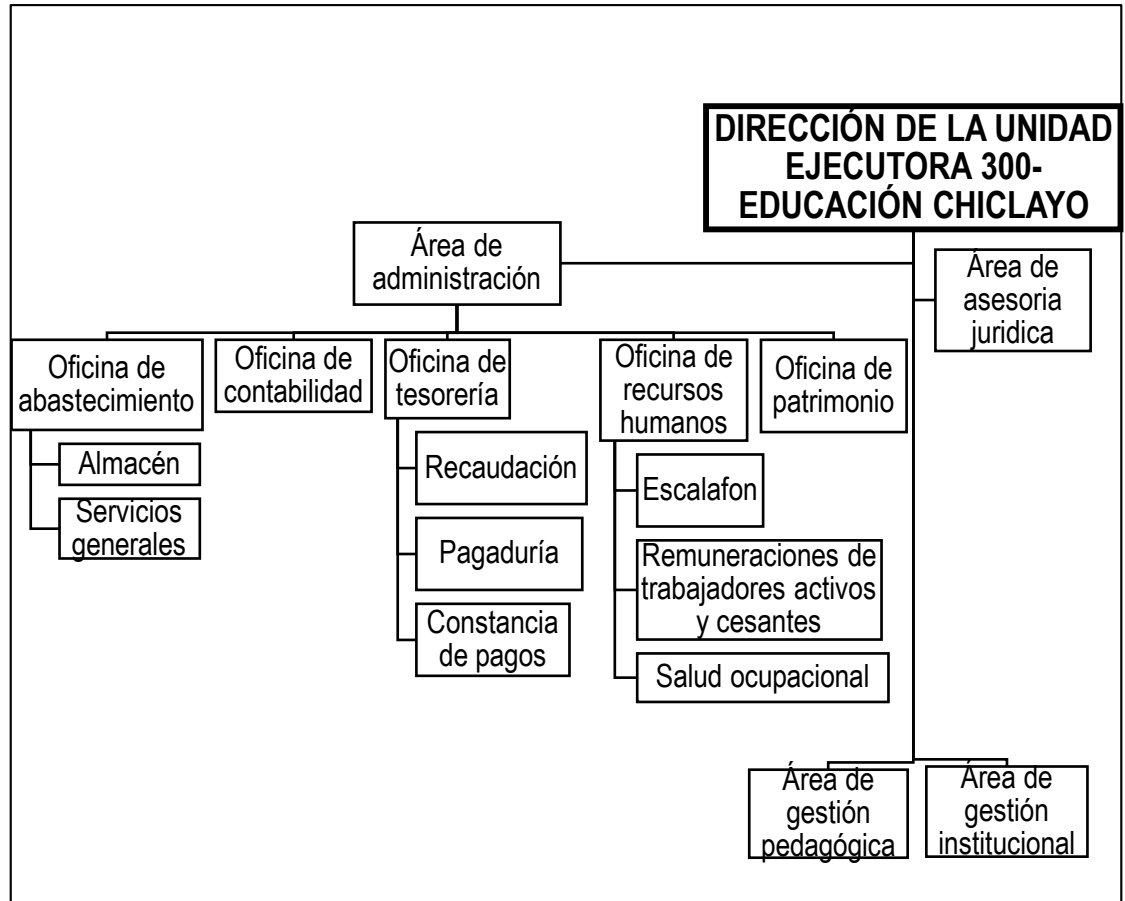 DIRECCIÓN DE LA UNIDAD
EJECUTORA 300-
EDUCACIÓN CHICLAYO
Área de
administración
Área de
asesoria
juridica
Oficina de
abastecimiento
Oficina de
contabilidad
Oficina de
tesorería
Oficina de
recursos
humanos
Oficina de
patrimonio
Almacén
Servicios
generales
Recaudación
Pagaduría
Constancia
de pagos
Escalafon
Remuneraciones de
trabajadores activos
y cesantes
Salud ocupacional
Área de
gestión
pedagógica
Área de
gestión
institucional